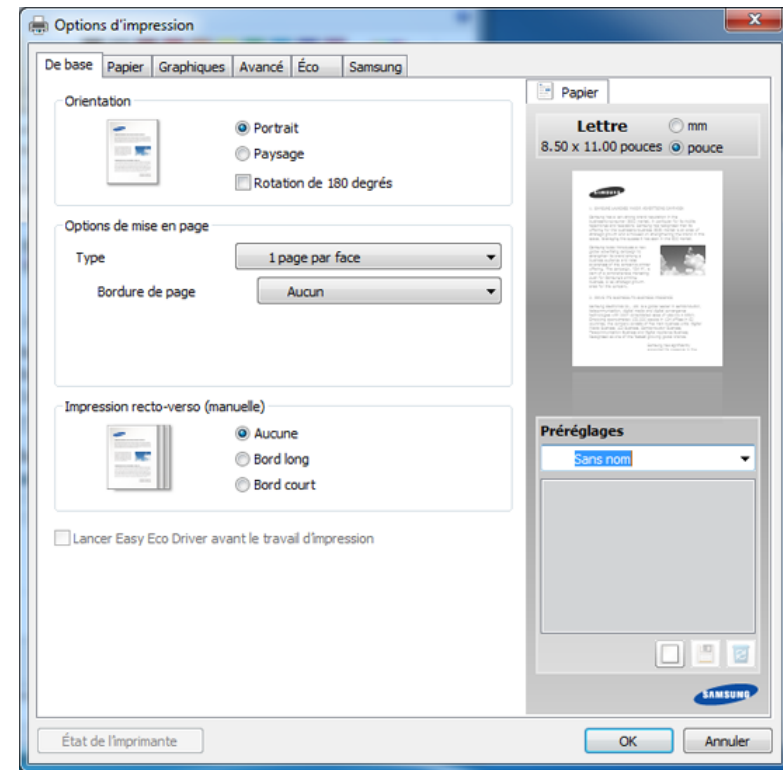 Options d'impression
De base Papier Graphiques Avancé Éco Samsung
Orientation
Portrait
Paysage
Rotation de 180 degrés
Options de mise en page
Type 1 page par face
Bordure de page Aucun
Impression recto-verso (manuelle)
Aucune
Bord long
Bord court
Lancer Easy Eco Driver avant le travail d'impression
Papier
Lettre mm
8.50 x 11.00 pouces pouce
SAMSUNG
Préréglages
Sans nom
SAMSUNG
État de l'imprimante OK Annuler